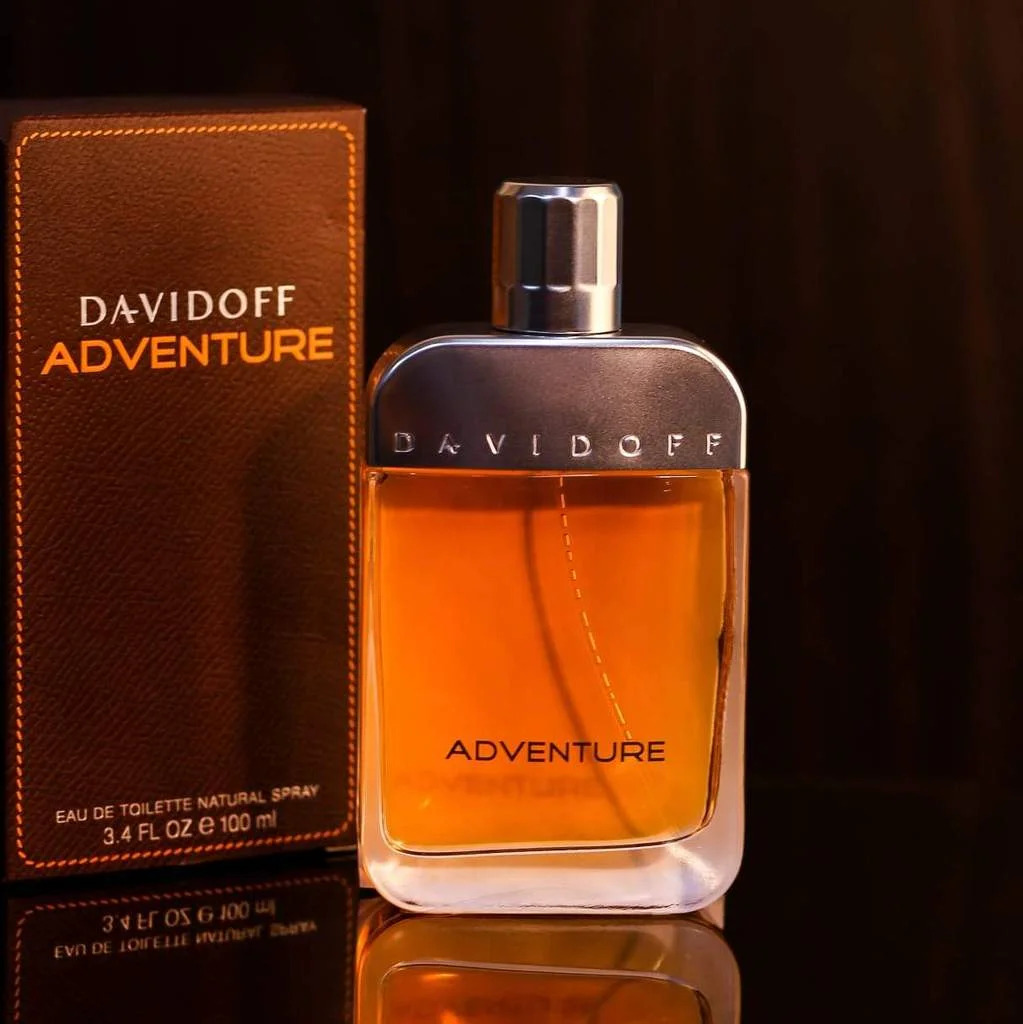 DAVIDOFF
ADVENTURE
EAU DE TOILETTE NATURAL SPRAY
3.4 FL OZ ℮ 100 ml
DAVIDOFF
ADVENTURE